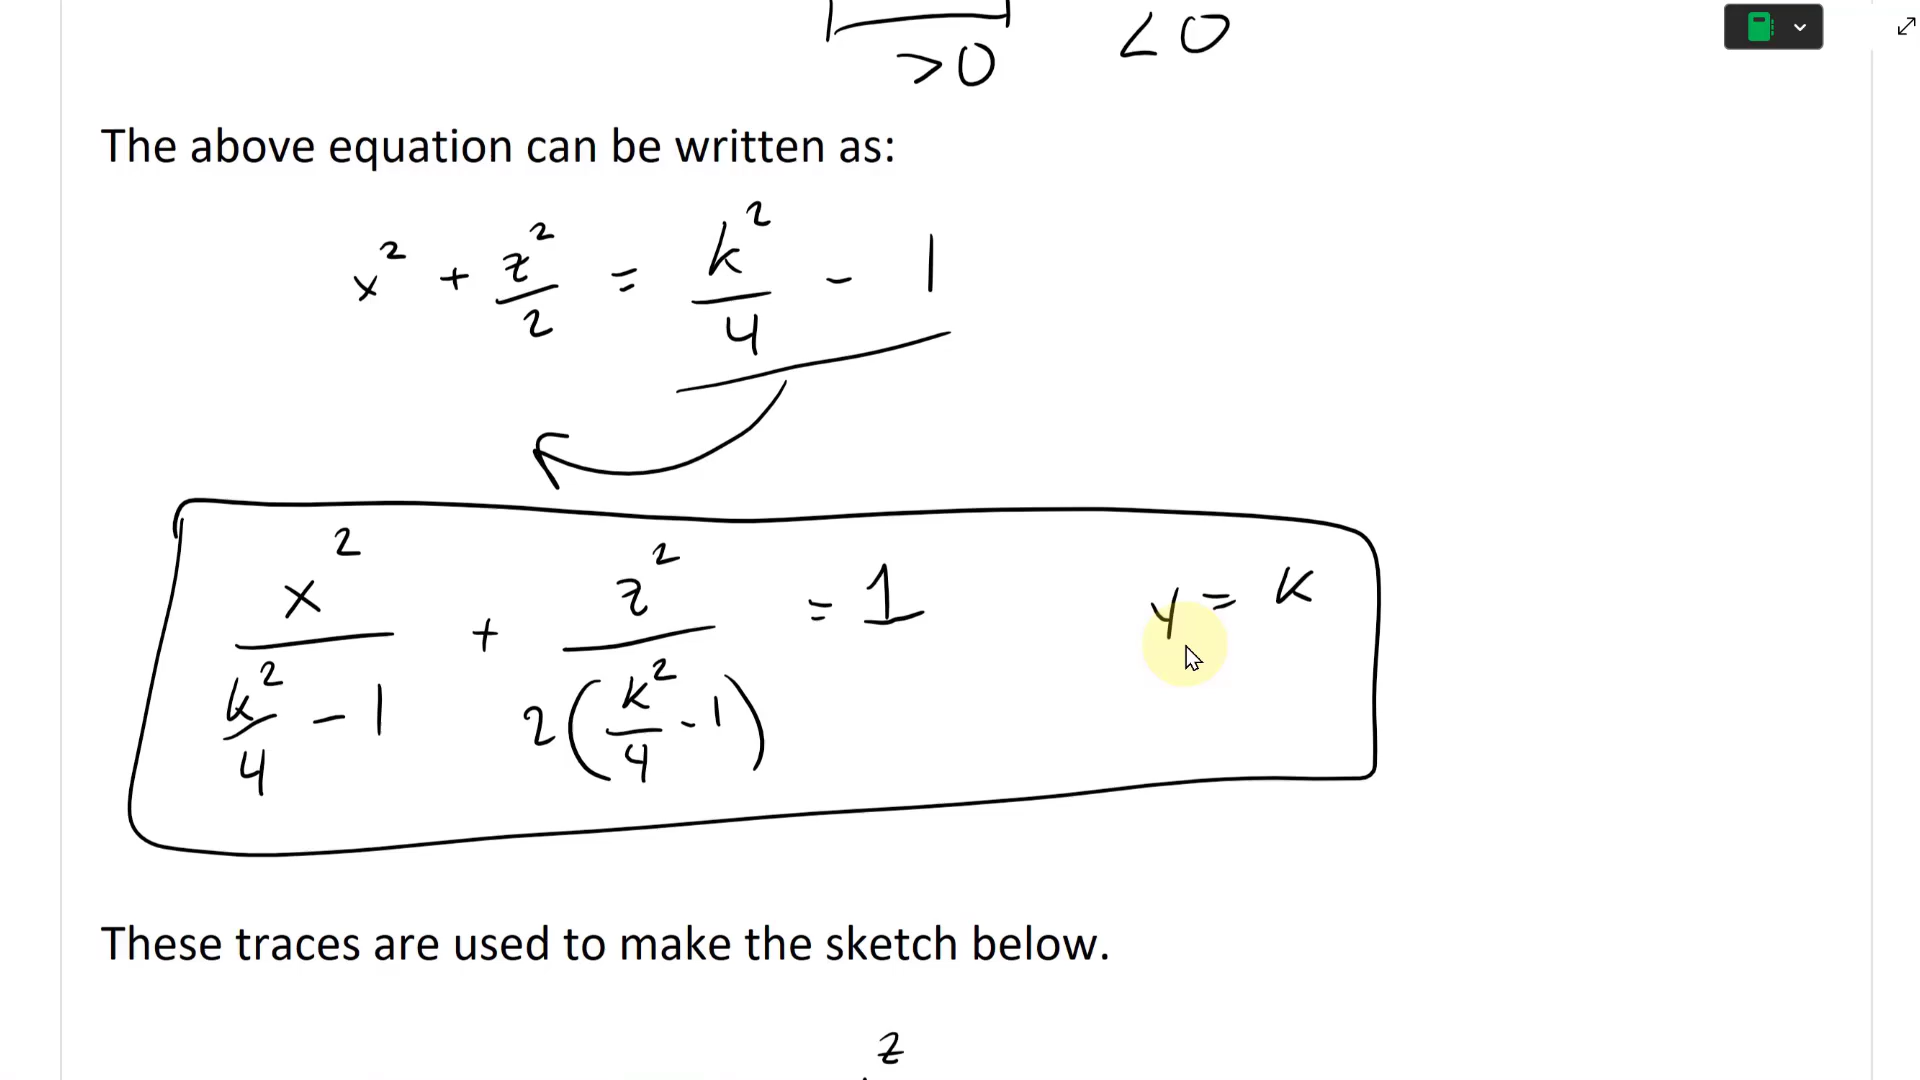 >0 <0
The above equation can be written as:
x² + z²/2 = k²/4 - 1
x²/(k²/4 - 1) + z²/(2(k²/4 - 1)) = 1 y = k
These traces are used to make the sketch below.
z